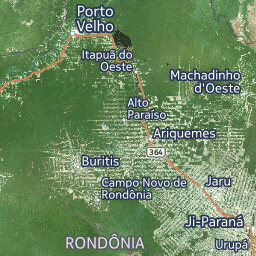 Porto
Velho
Itapuã do
Oeste
Machadinho
d'Oeste
Alto
Paraíso
Ariquemes
364
Buritis
Campo Novo de
Rondônia
Jaru
Ji-Paraná
RONDÔNIA
Urupá